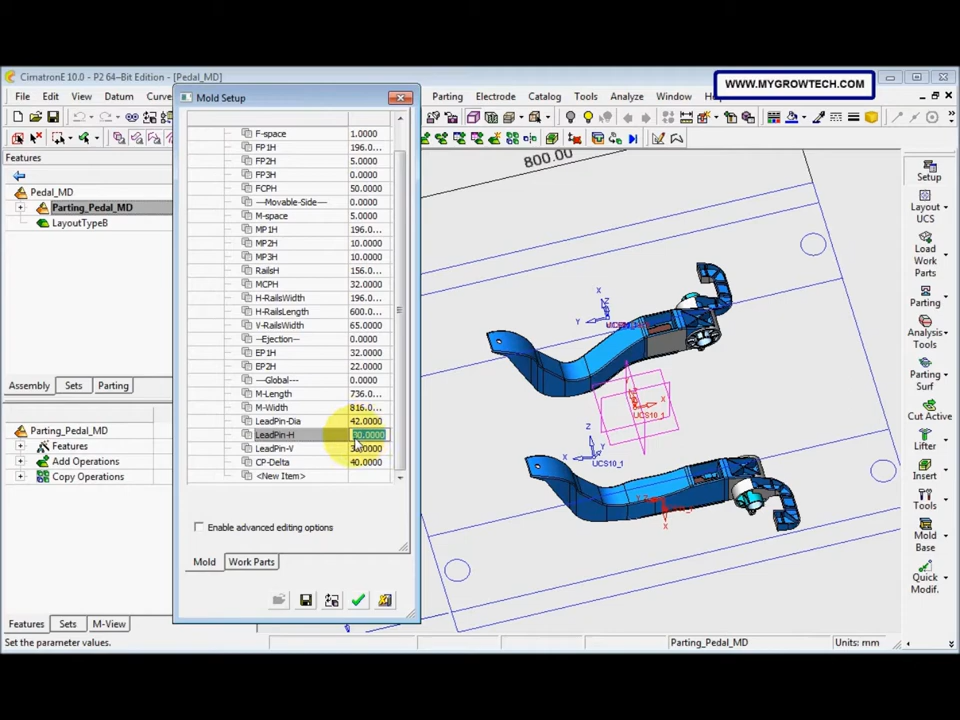 CimatronE 10.0 - P2 64-Bit Edition - [Pedal_MD]
WWW.MYGROWTECH.COM
File Edit View Datum Curve
Mold Setup
Parting Electrode Catalog Tools Analyze Window
Features
Pedal_MD
Parting_Pedal_MD
LayoutTypeB
F-space 1.0000
FP1H 196.0...
FP2H 5.0000
FP3H 0.0000
FCPH 50.0000
---Movable-Side--- 0.0000
M-space 5.0000
MP1H 196.0...
MP2H 10.0000
MP3H 10.0000
RailsH 156.0...
MCPH 32.0000
H-RailsWidth 196.0...
H-RailsLength 600.0...
V-RailsWidth 65.0000
---Ejection--- 0.0000
EP1H 32.0000
EP2H 22.0000
---Global--- 0.0000
M-Length 736.0...
M-Width 816.0...
LeadPin-Dia 42.0000
LeadPin-H
LeadPin-V
CP-Delta 40.0000
<New Item>
Enable advanced editing options
Mold Work Parts
Assembly Sets Parting
Parting_Pedal_MD
Features
Add Operations
Copy Operations
Features Sets M-View
Set the parameter values.
800.00
X
Z
Y
X
Z
X
UCS10_1
Z
X
UCS10_1
Y Z
X
Setup
Layout UCS
Load Work Parts
Parting
Analysis Tools
Parting Surf
Cut Active
Lifter
Insert
Tools
Mold Base
Quick Modif.
Parting_Pedal_MD
Units: mm